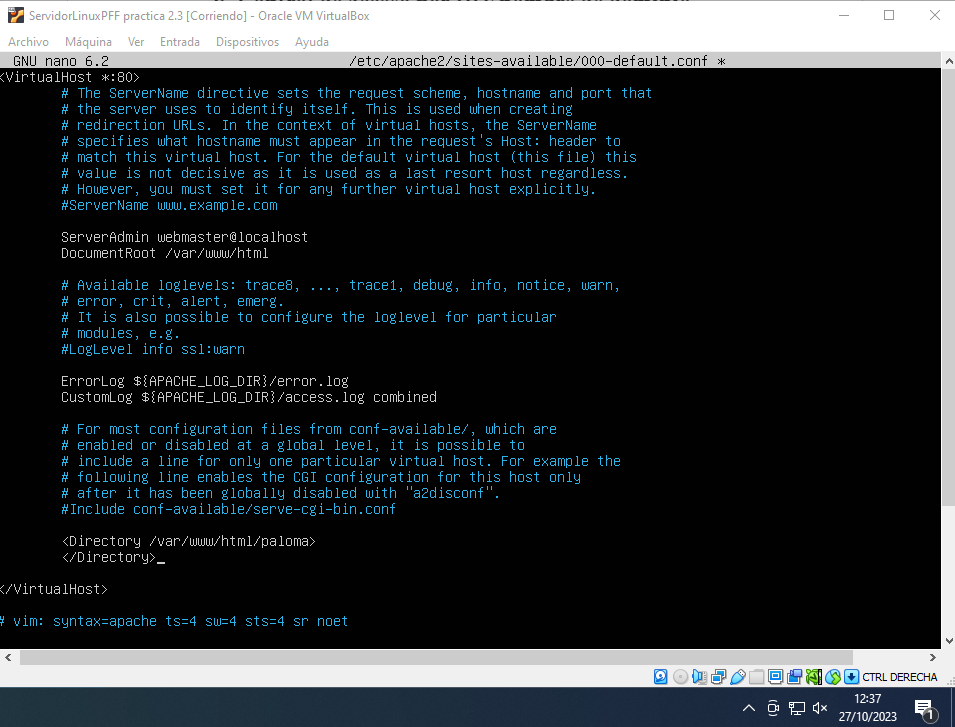 ServidorLinuxPFF practica 2.3 [Corriendo] - Oracle VM VirtualBox
Archivo Máquina Ver Entrada Dispositivos Ayuda
GNU nano 6.2 /etc/apache2/sites-available/000-default.conf *
<VirtualHost *:80>
# The ServerName directive sets the request scheme, hostname and port that
# the server uses to identify itself. This is used when creating
# redirection URLs. In the context of virtual hosts, the ServerName
# specifies what hostname must appear in the request's Host: header to
# match this virtual host. For the default virtual host (this file) this
# value is not decisive as it is used as a last resort host regardless.
# However, you must set it for any further virtual host explicitly.
#ServerName www.example.com
ServerAdmin webmaster@localhost
DocumentRoot /var/www/html
# Available loglevels: trace8, ..., trace1, debug, info, notice, warn,
# error, crit, alert, emerg.
# It is also possible to configure the loglevel for particular
# modules, e.g.
#LogLevel info ssl:warn
ErrorLog ${APACHE_LOG_DIR}/error.log
CustomLog ${APACHE_LOG_DIR}/access.log combined
# For most configuration files from conf-available/, which are
# enabled or disabled at a global level, it is possible to
# include a line for only one particular virtual host. For example the
# following line enables the CGI configuration for this host only
# after it has been globally disabled with "a2disconf".
#Include conf-available/serve-cgi-bin.conf
<Directory /var/www/html/paloma>
</Directory>_
</VirtualHost>
# vim: syntax=apache ts=4 sw=4 sts=4 sr noet
CTRL DERECHA
12:37
27/10/2023
1